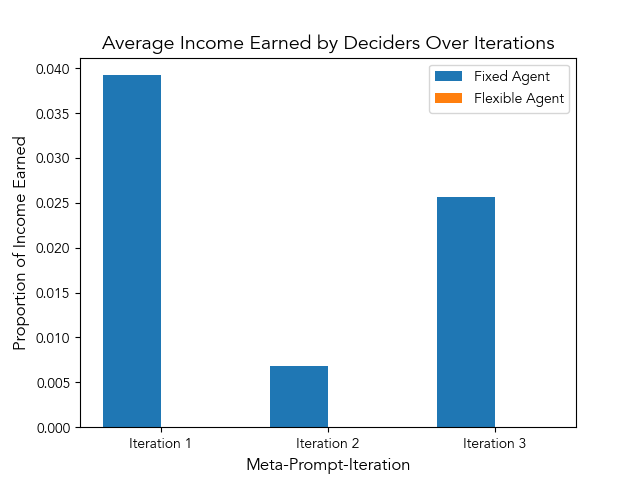 Average Income Earned by Deciders Over Iterations
Fixed Agent
Flexible Agent
Proportion of Income Earned
0.040
0.035
0.030
0.025
0.020
0.015
0.010
0.005
0.000
Iteration 1
Iteration 2
Iteration 3
Meta-Prompt-Iteration